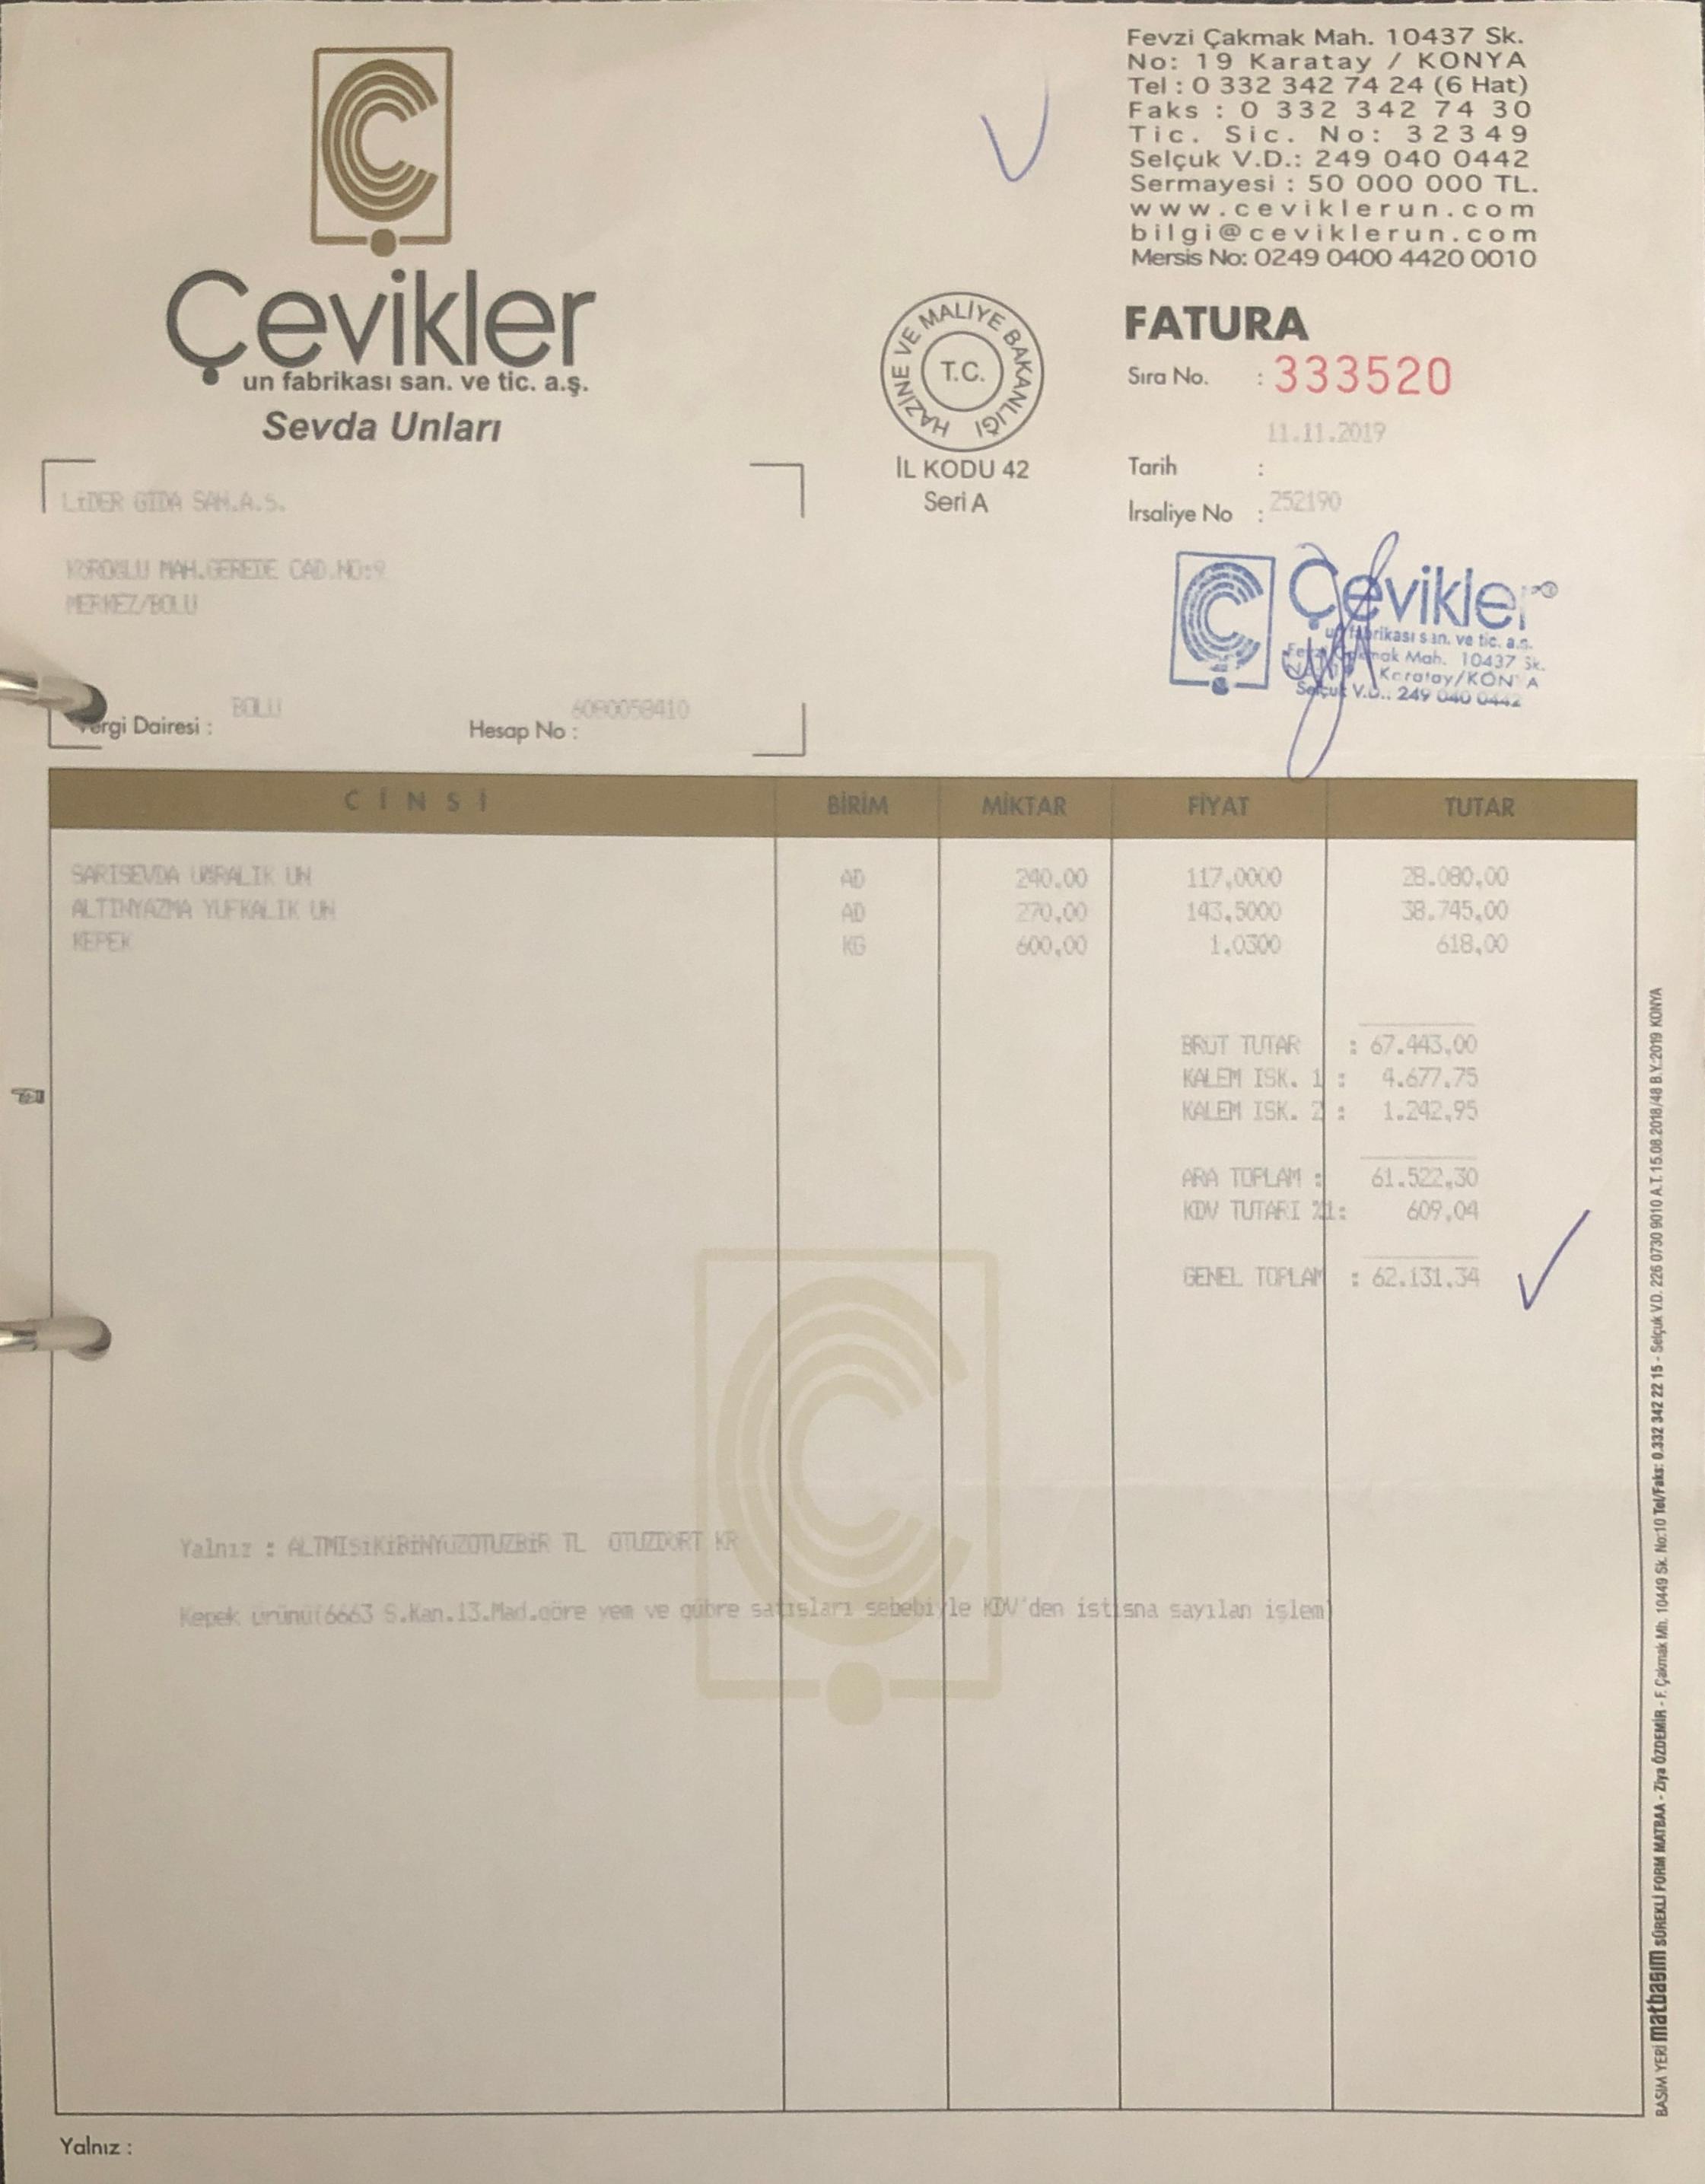 Çevikler
un fabrikası san. ve tic. a.ş.
Sevda Unları
Fevzi Çakmak Mah. 10437 Sk.
No: 19 Karatay / KONYA
Tel : 0 332 342 74 24 (6 Hat)
Faks : 0 332 342 74 30
Tic. Sic. No: 32349
Selçuk V.D.: 249 040 0442
Sermayesi : 50 000 000 TL.
www.ceviklerun.com
bilgi@ceviklerun.com
Mersis No: 0249 0400 4420 0010
HAZİNE VE MALİYE BAKANLIĞI
T.C.
İL KODU 42
Seri A
FATURA
Sıra No. : 333520
11.11.2019
Tarih :
İrsaliye No : 252190
LİDER GIDA SAN.A.S.
KÖROGLU MAH.GEREDE CAD.NO:9
MERKEZ/BOLU
Vergi Dairesi : BOLU
Hesap No : 6080058410
Çevikler
un fabrikası san. ve tic. a.ş.
Mah. 10437 Sk.
Karatay/KONYA
Selçuk V.D.: 249 040 0442
CİNSİ BİRİM MİKTAR FİYAT TUTAR
SARISEVDA UGRALIK UN AD 240,00 117,0000 28.080,00
ALTINYAZMA YUFKALIK UN AD 270,00 143,5000 38.745,00
KEPEK KG 600,00 1.0300 618,00
BRÜT TUTAR : 67.443,00
KALEM ISK. 1 : 4.677,75
KALEM ISK. 2 : 1.242,95
ARA TOPLAM : 61.522,30
KDV TUTARI %1: 609,04
GENEL TOPLAM : 62.131,34
Yalnız : ALTMISİKİBİNYÜZOTUZBİR TL OTUZDÖRT KR
Kepek ürünü(6663 S.Kan.13.Mad.göre yem ve gübre satışları sebebiyle KDV'den istisna sayılan işlem)
Yalnız :
BASIM YERİ matbasım SÜREKLİ FORM MATBAA - Ziya ÖZDEMİR - F. Çakmak Mh. 10449 Sk. No:10 Tel/Faks: 0.332 342 22 15 - Selçuk V.D. 226 0730 9010 A.T. 15.08.2018/48 B.Y.2019 KONYA